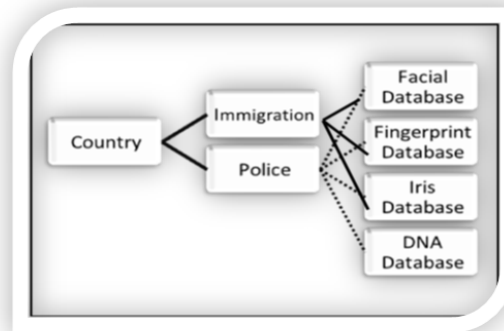 Country
Immigration
Police
Facial
Database
Fingerprint
Database
Iris
Database
DNA
Database